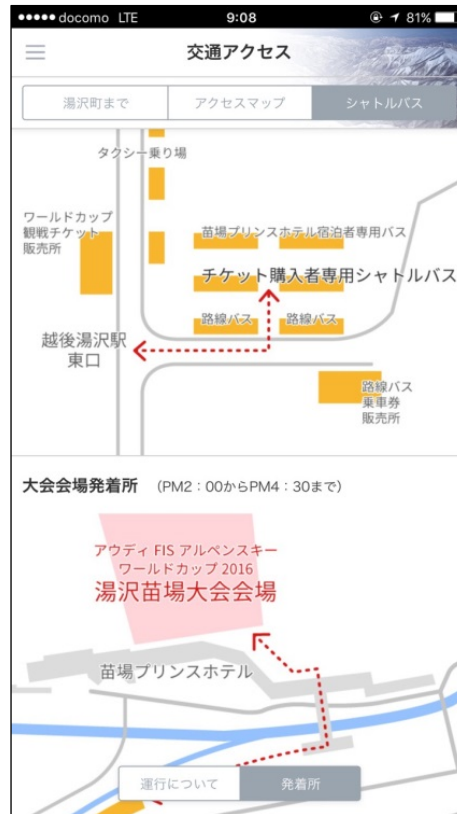 docomo LTE 9:08 81%
交通アクセス
湯沢町まで アクセスマップ シャトルバス
タクシー乗り場
ワールドカップ
観戦チケット
販売所
苗場プリンスホテル宿泊者専用バス
チケット購入者専用シャトルバス
路線バス 路線バス
越後湯沢駅
東口
路線バス
乗車券
販売所
大会会場発着所 (PM2:00からPM4:30まで)
アウディ FIS アルペンスキー
ワールドカップ 2016
湯沢苗場大会会場
苗場プリンスホテル
運行について 発着所